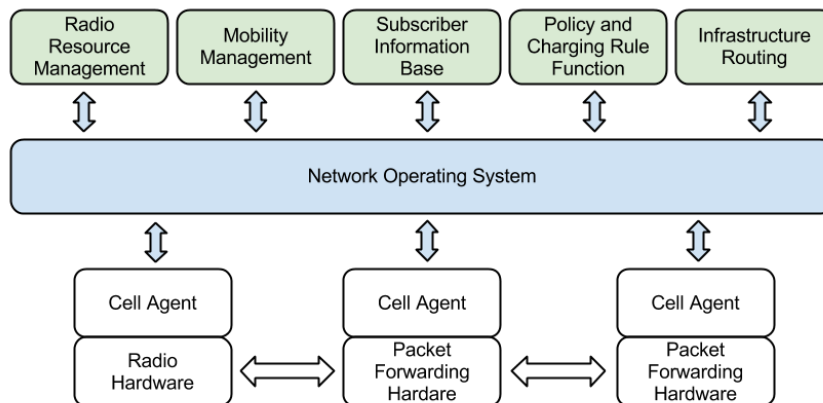 Radio
Resource
Management
Mobility
Management
Subscriber
Information
Base
Policy and
Charging Rule
Function
Infrastructure
Routing
Network Operating System
Cell Agent
Cell Agent
Cell Agent
Radio
Hardware
Packet
Forwarding
Hardare
Packet
Forwarding
Hardware